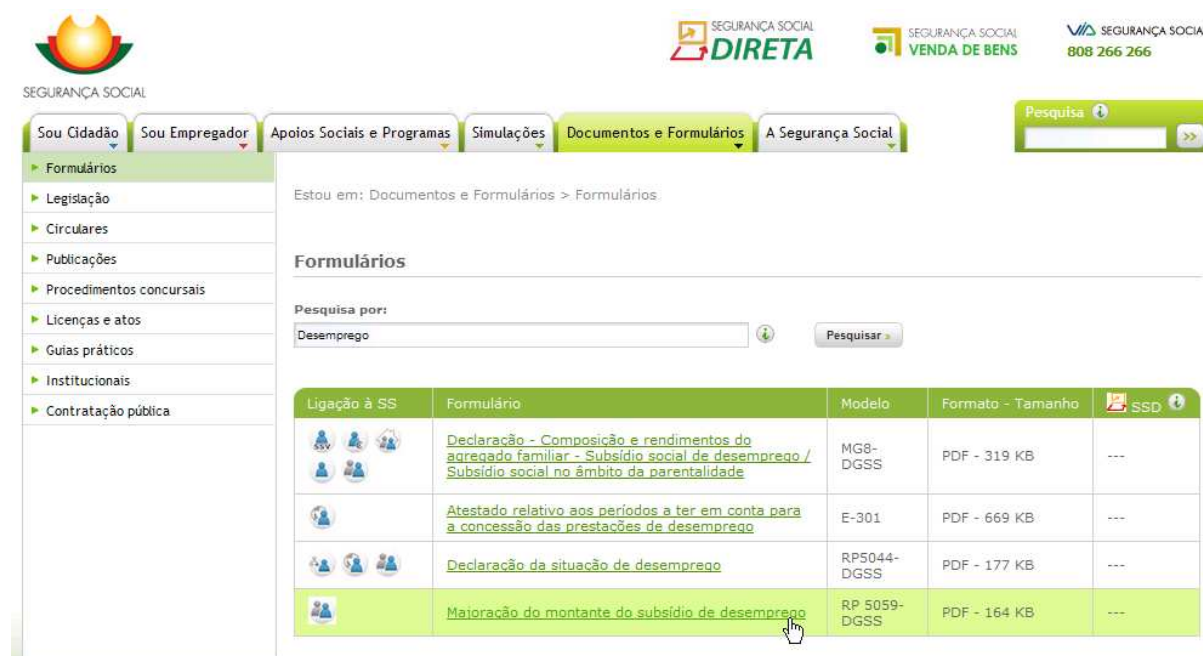 SEGURANÇA SOCIAL
SEGURANÇA SOCIAL
DIRETA
SEGURANÇA SOCIAL
VENDA DE BENS
VIA SEGURANÇA SOCIA
808 266 266
Sou Cidadão
Sou Empregador
Apoios Sociais e Programas
Simulações
Documentos e Formulários
A Segurança Social
Pesquisa
Formulários
Legislação
Circulares
Publicações
Procedimentos concursais
Licenças e atos
Guias práticos
Institucionais
Contratação pública
Estou em: Documentos e Formulários > Formulários
Formulários
Pesquisa por:
Desemprego
Pesquisar »
Ligação à SS Formulário Modelo Formato - Tamanho SSD
SSV
Declaração - Composição e rendimentos do
agregado familiar - Subsídio social de desemprego /
Subsídio social no âmbito da parentalidade
MG8-
DGSS
PDF - 319 KB
---
Atestado relativo aos períodos a ter em conta para
a concessão das prestações de desemprego
E-301
PDF - 669 KB
---
Declaração da situação de desemprego
RP5044-
DGSS
PDF - 177 KB
---
Majoração do montante do subsídio de desemprego
RP 5059-
DGSS
PDF - 164 KB
---